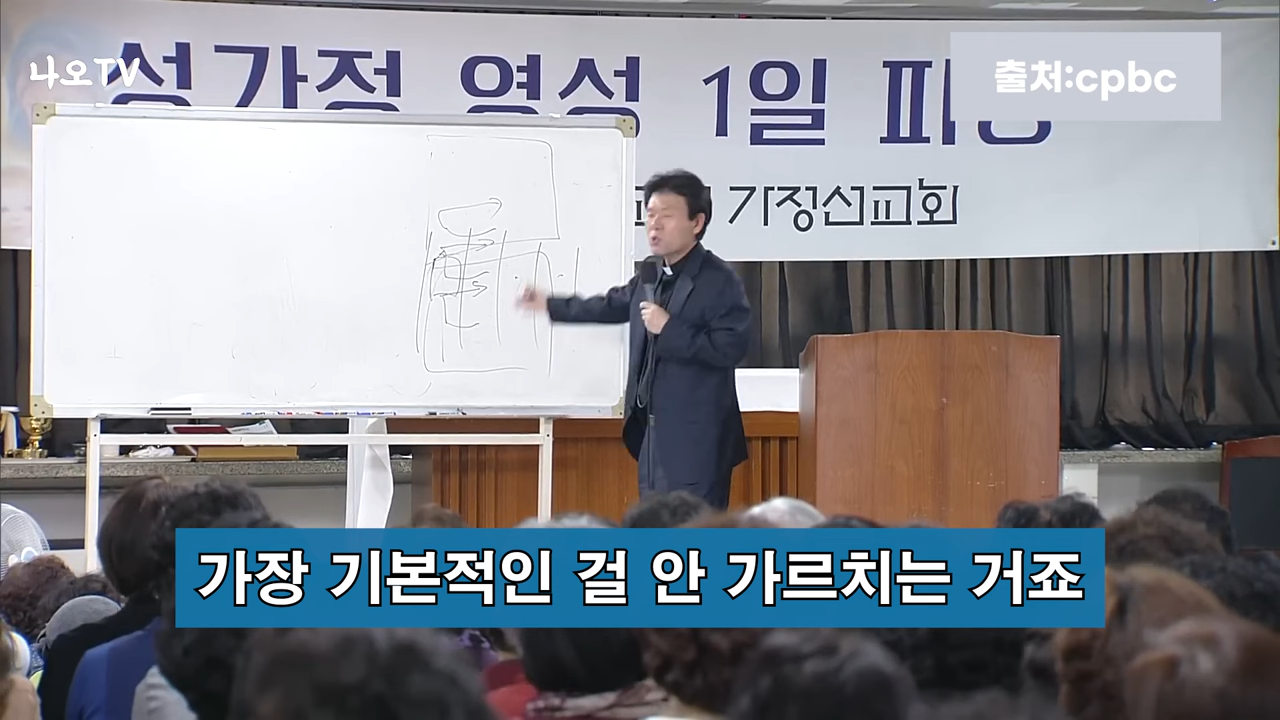 나오TV
출처:cpbc
성가정 영성 1일 피정
가정선교회
가장 기본적인 걸 안 가르치는 거죠